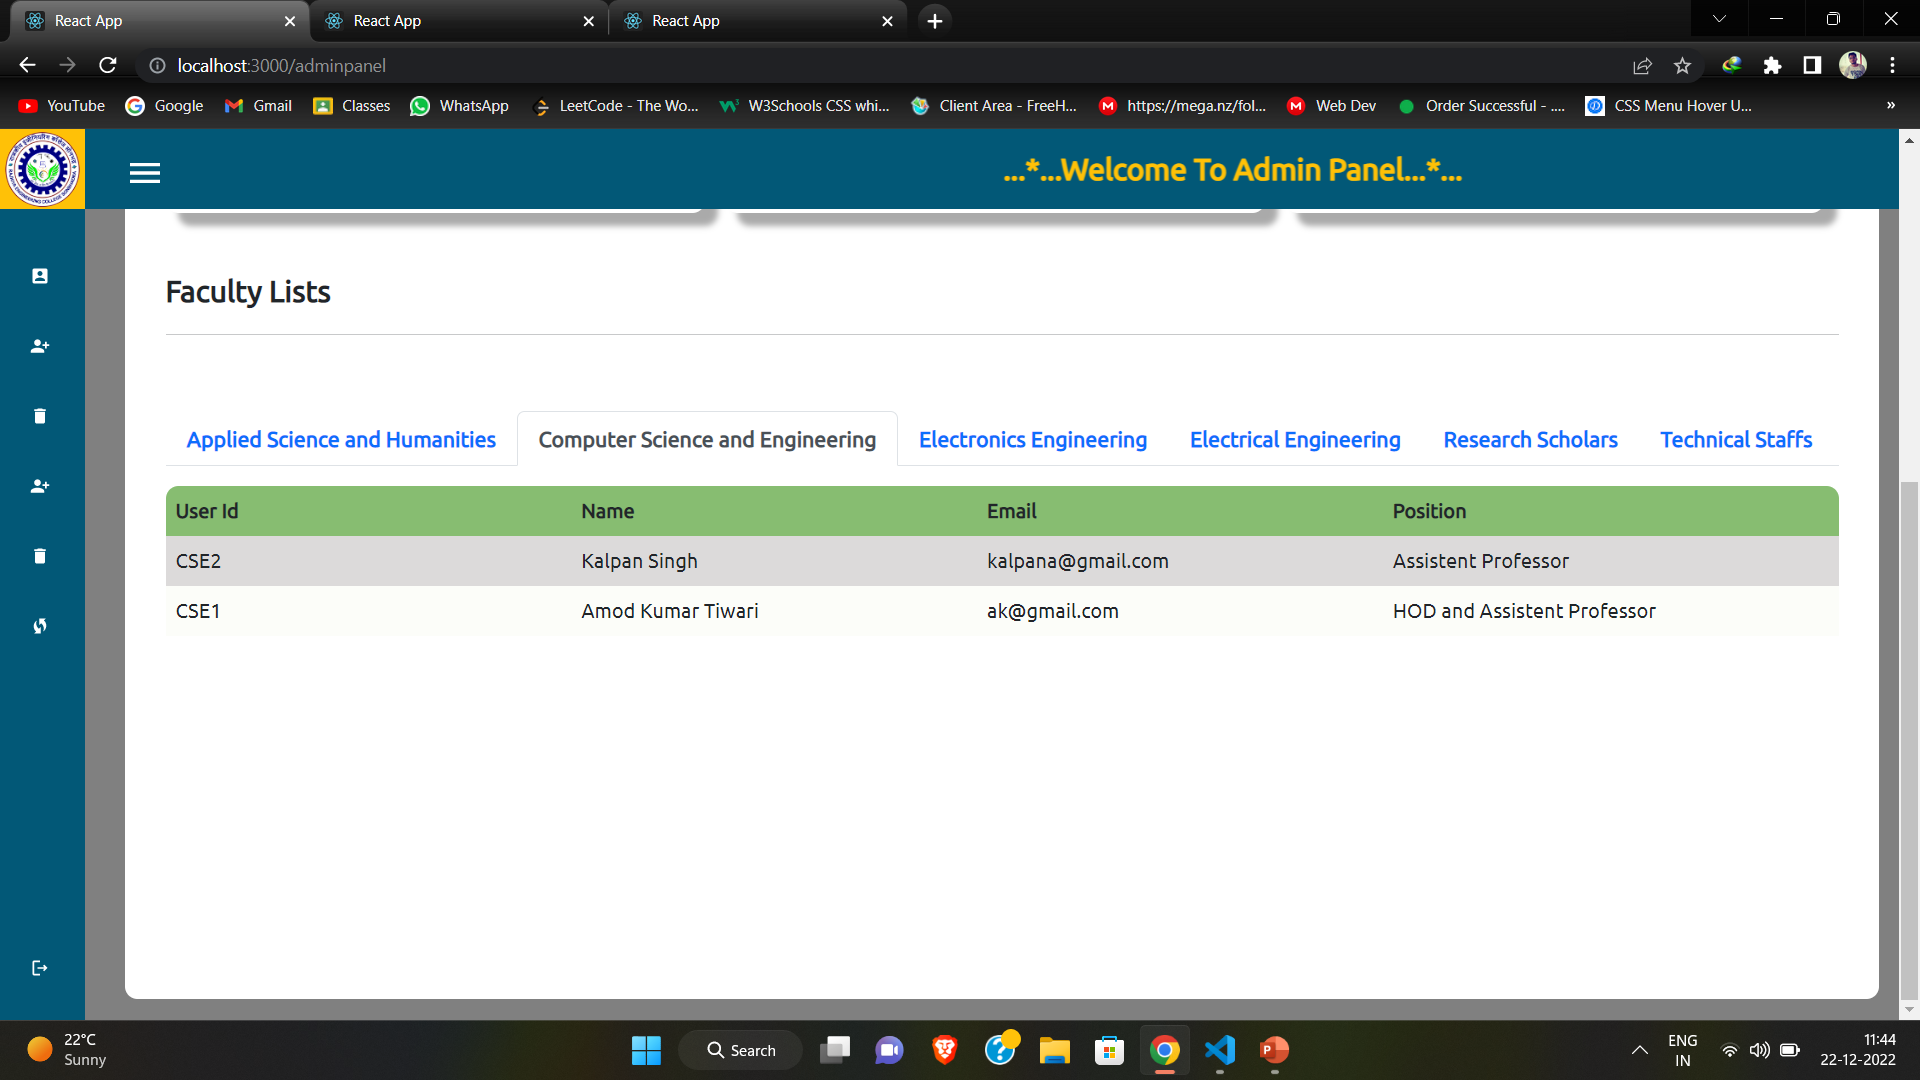 React App
React App
React App
localhost:3000/adminpanel
YouTube
Google
Gmail
Classes
WhatsApp
LeetCode - The Wo...
W3Schools CSS whi...
Client Area - FreeH...
https://mega.nz/fol...
Web Dev
Order Successful - ....
CSS Menu Hover U...
»
...*...Welcome To Admin Panel...*...
Faculty Lists
Applied Science and Humanities
Computer Science and Engineering
Electronics Engineering
Electrical Engineering
Research Scholars
Technical Staffs
User Id Name Email Position
CSE2 Kalpan Singh kalpana@gmail.com Assistent Professor
CSE1 Amod Kumar Tiwari ak@gmail.com HOD and Assistent Professor
22°C
Sunny
Search
ENG
IN
11:44
22-12-2022